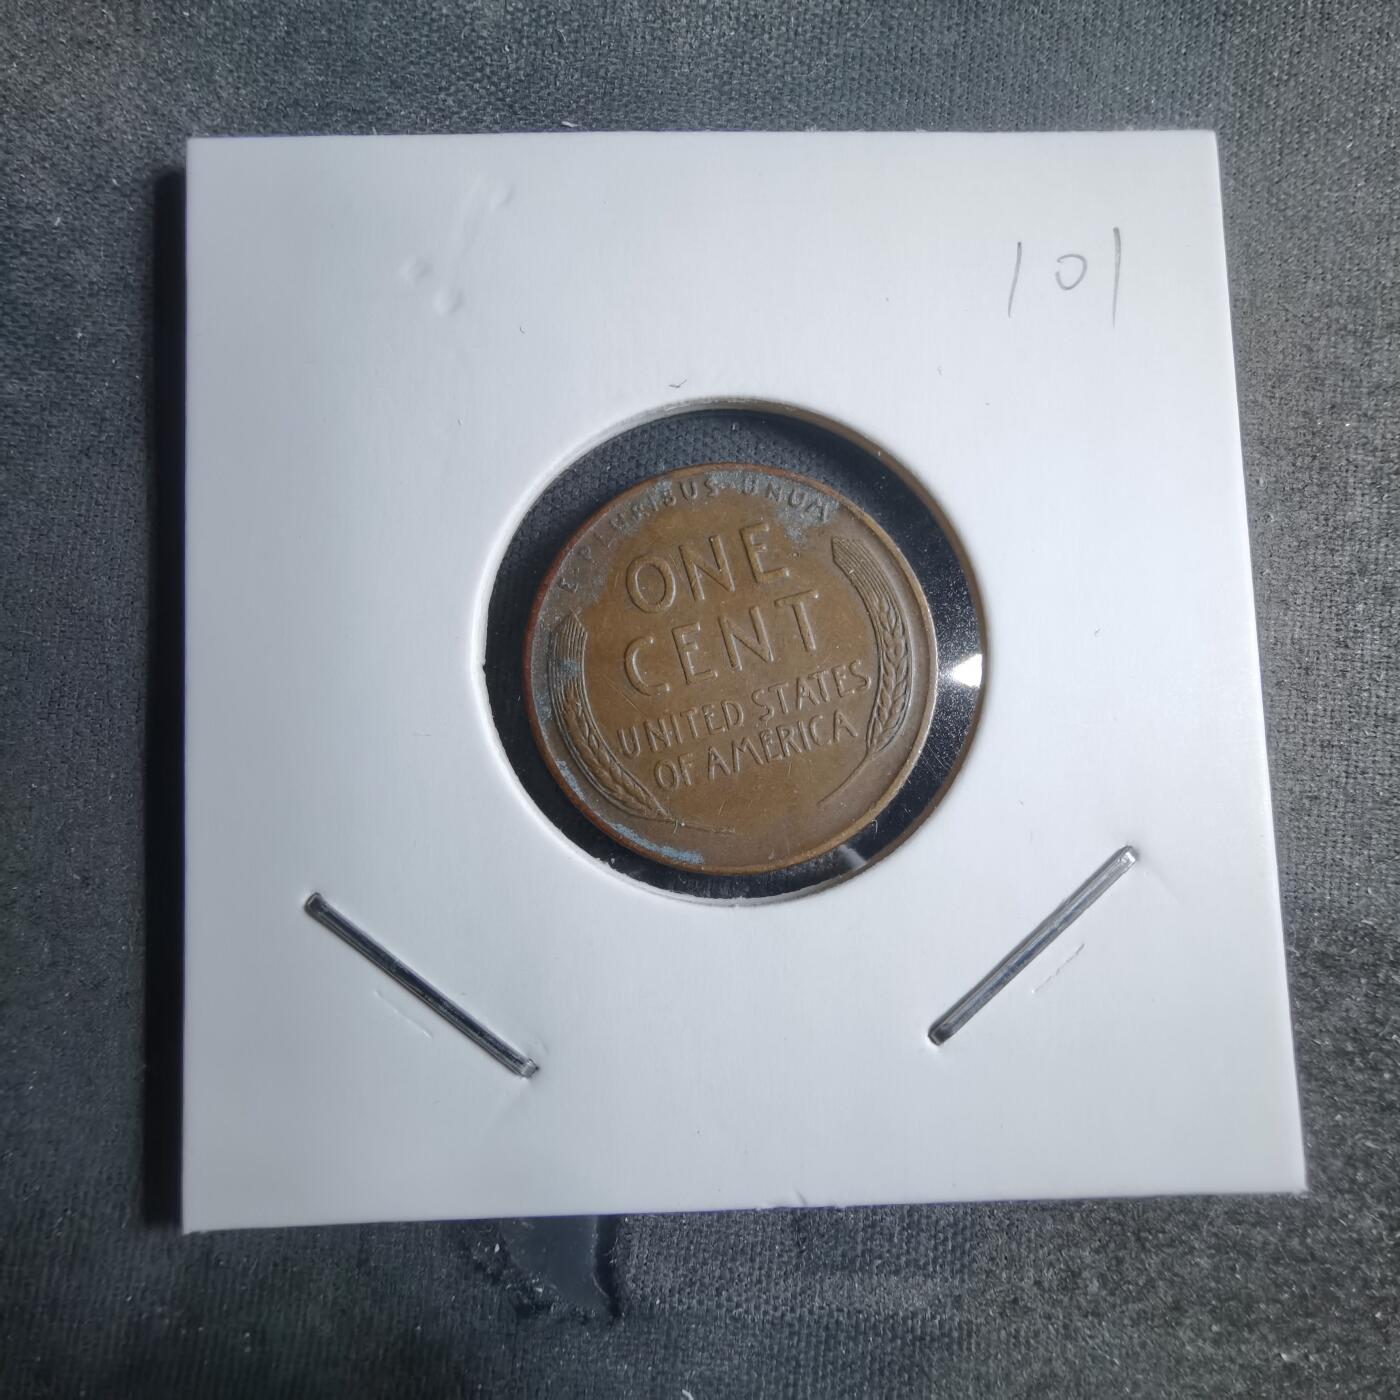 101
E PLURIBUS UNUM
ONE
CENT
UNITED STATES
OF AMERICA